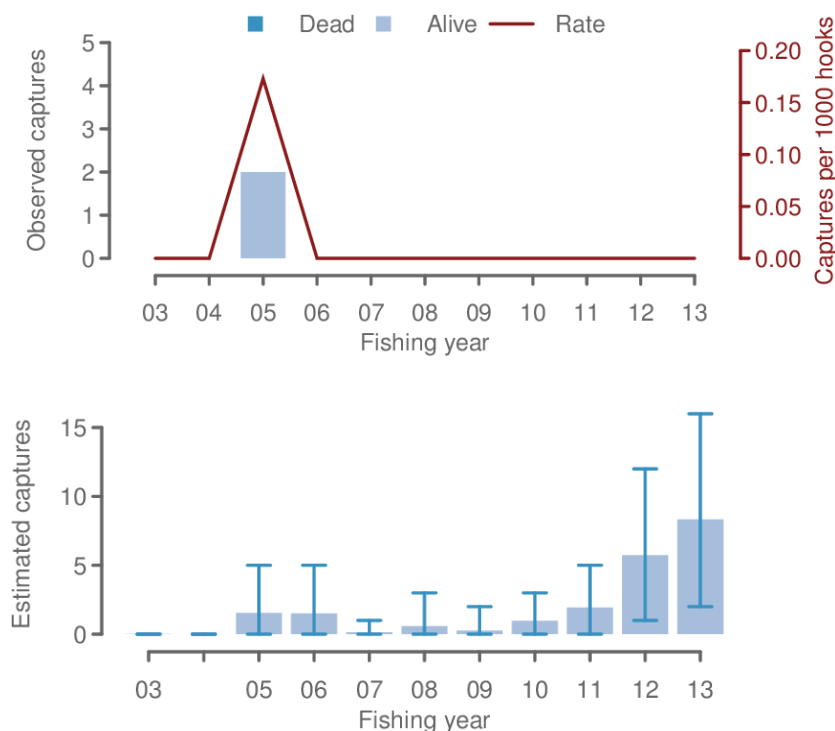 Dead Alive Rate
Observed captures
5
4
3
2
1
0
Captures per 1000 hooks
0.20
0.15
0.10
0.05
0.00
03 04 05 06 07 08 09 10 11 12 13
Fishing year
Estimated captures
15
10
5
0
03 05 06 07 08 09 10 11 12 13
Fishing year